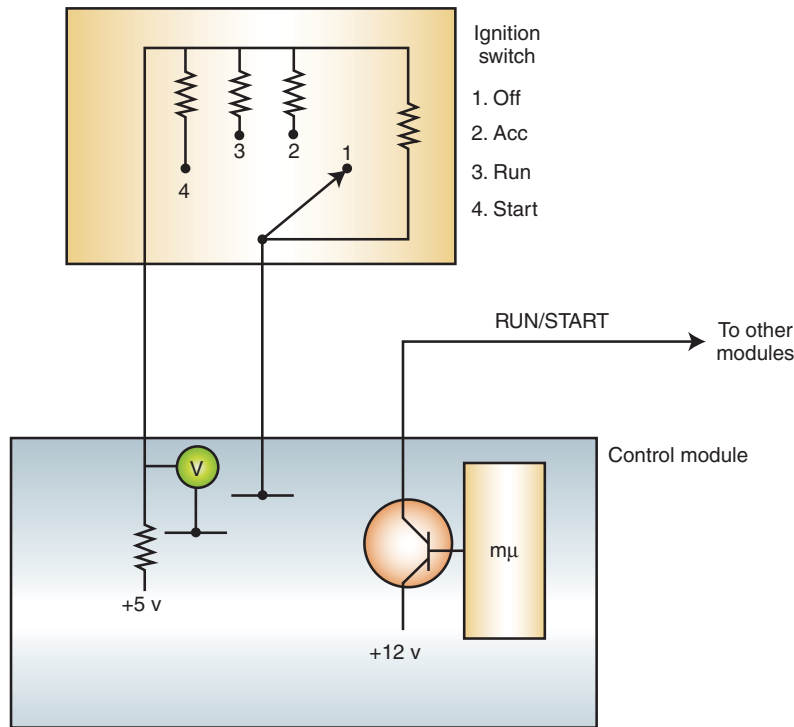 Ignition
switch
1. Off
2. Acc
3. Run
4. Start
3
2
1
4
RUN/START
To other
modules
Control module
V
mμ
+5 v
+12 v